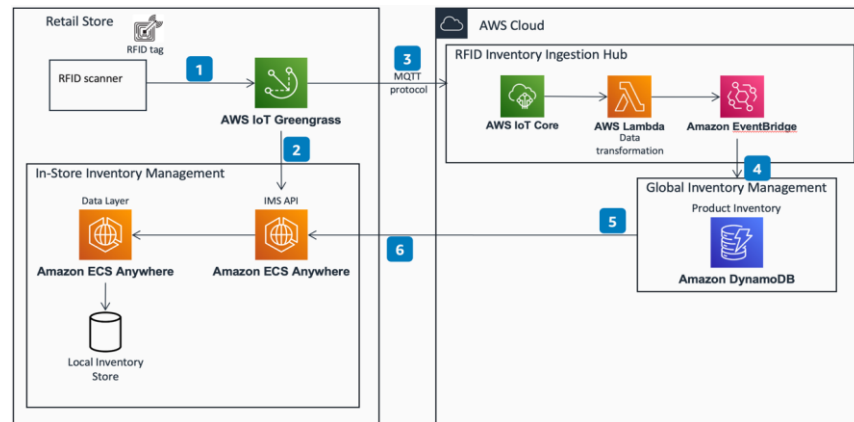 Retail Store
RFID tag
RFID scanner
1
AWS IoT Greengrass
2
3
MQTT
protocol
In-Store Inventory Management
Data Layer
IMS API
Amazon ECS Anywhere
Amazon ECS Anywhere
Local Inventory
Store
AWS Cloud
RFID Inventory Ingestion Hub
AWS IoT Core
AWS Lambda
Data
transformation
Amazon EventBridge
4
Global Inventory Management
Product Inventory
Amazon DynamoDB
5
6